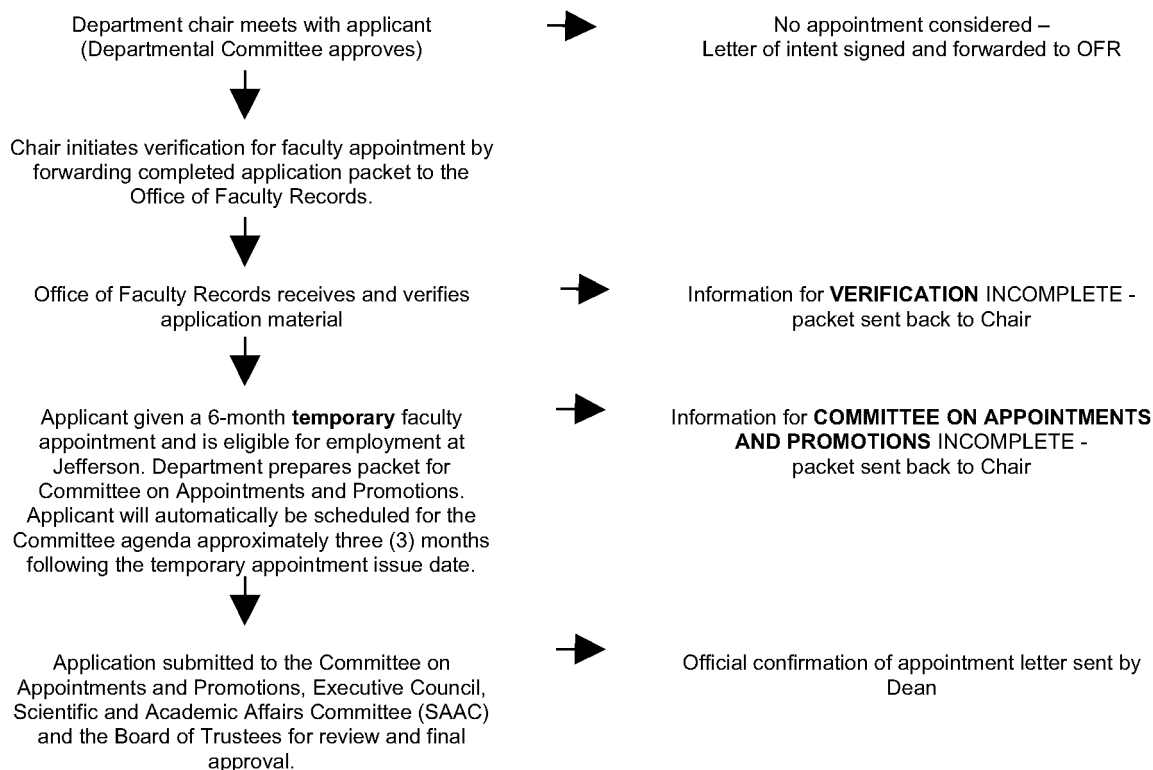 Department chair meets with applicant
(Departmental Committee approves)
No appointment considered –
Letter of intent signed and forwarded to OFR
Chair initiates verification for faculty appointment by
forwarding completed application packet to the
Office of Faculty Records.
Office of Faculty Records receives and verifies
application material
Information for VERIFICATION INCOMPLETE -
packet sent back to Chair
Applicant given a 6-month temporary faculty
appointment and is eligible for employment at
Jefferson. Department prepares packet for
Committee on Appointments and Promotions.
Applicant will automatically be scheduled for the
Committee agenda approximately three (3) months
following the temporary appointment issue date.
Information for COMMITTEE ON APPOINTMENTS
AND PROMOTIONS INCOMPLETE -
packet sent back to Chair
Application submitted to the Committee on
Appointments and Promotions, Executive Council,
Scientific and Academic Affairs Committee (SAAC)
and the Board of Trustees for review and final
approval.
Official confirmation of appointment letter sent by
Dean